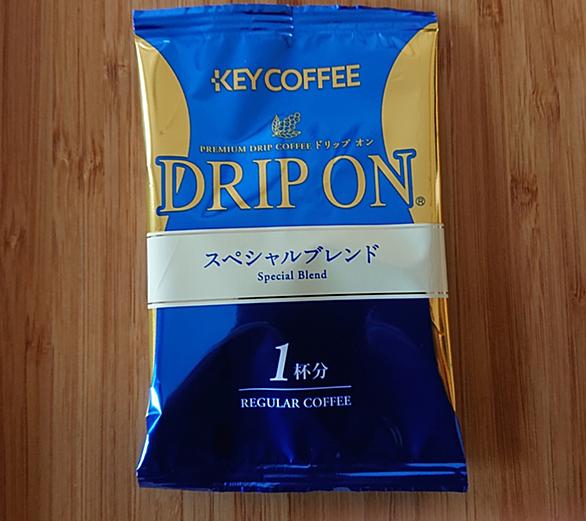 KEY COFFEE
PREMIUM DRIP COFFEE ドリップ オン
DRIP ON®
スペシャルブレンド
Special Blend
1杯分
REGULAR COFFEE